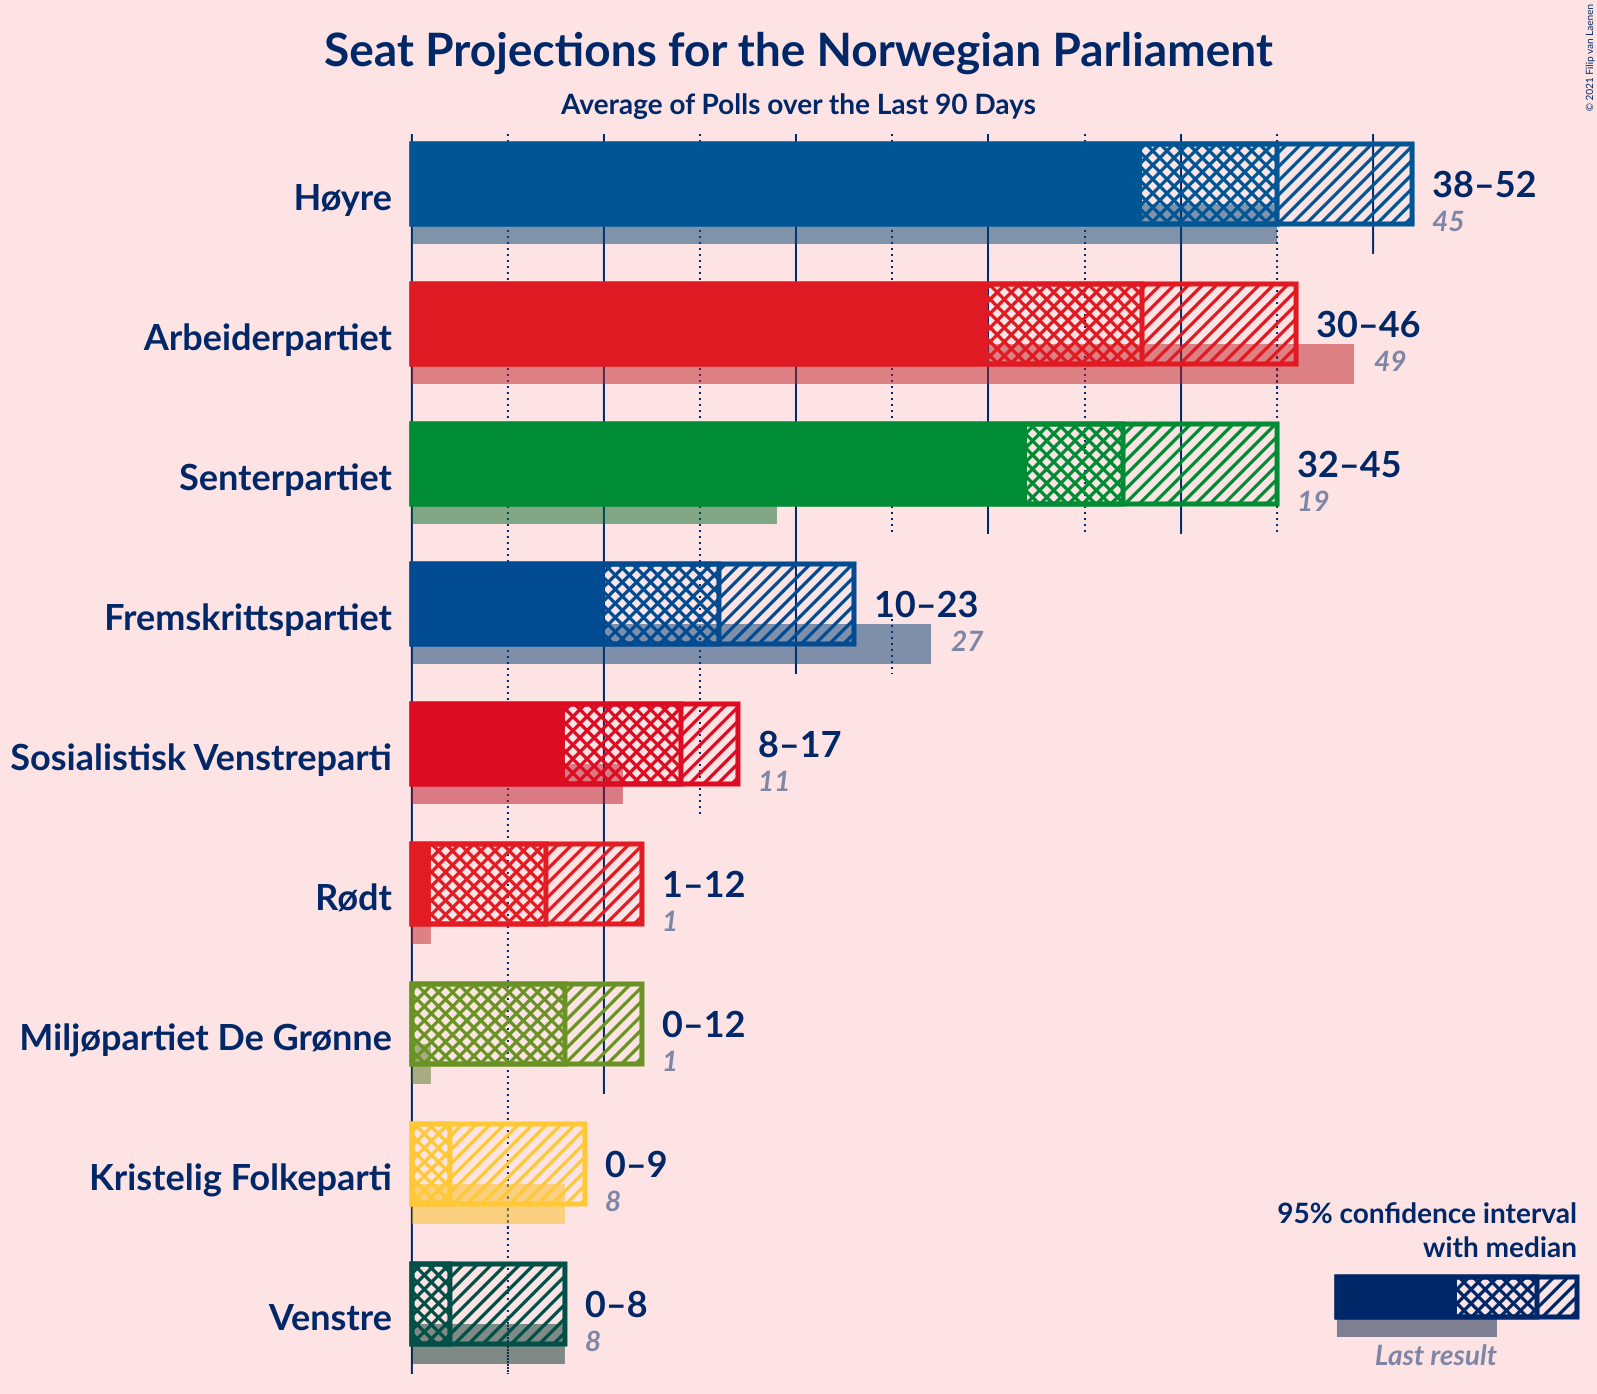 Seat Projections for the Norwegian Parliament
Average of Polls over the Last 90 Days
© 2021 Filip van Laenen
Høyre
38–52
45
Arbeiderpartiet
30–46
49
Senterpartiet
32–45
19
Fremskrittspartiet
10–23
27
Sosialistisk Venstreparti
8–17
11
Rødt
1–12
1
Miljøpartiet De Grønne
0–12
1
Kristelig Folkeparti
0–9
8
Venstre
0–8
8
95% confidence interval
with median
Last result